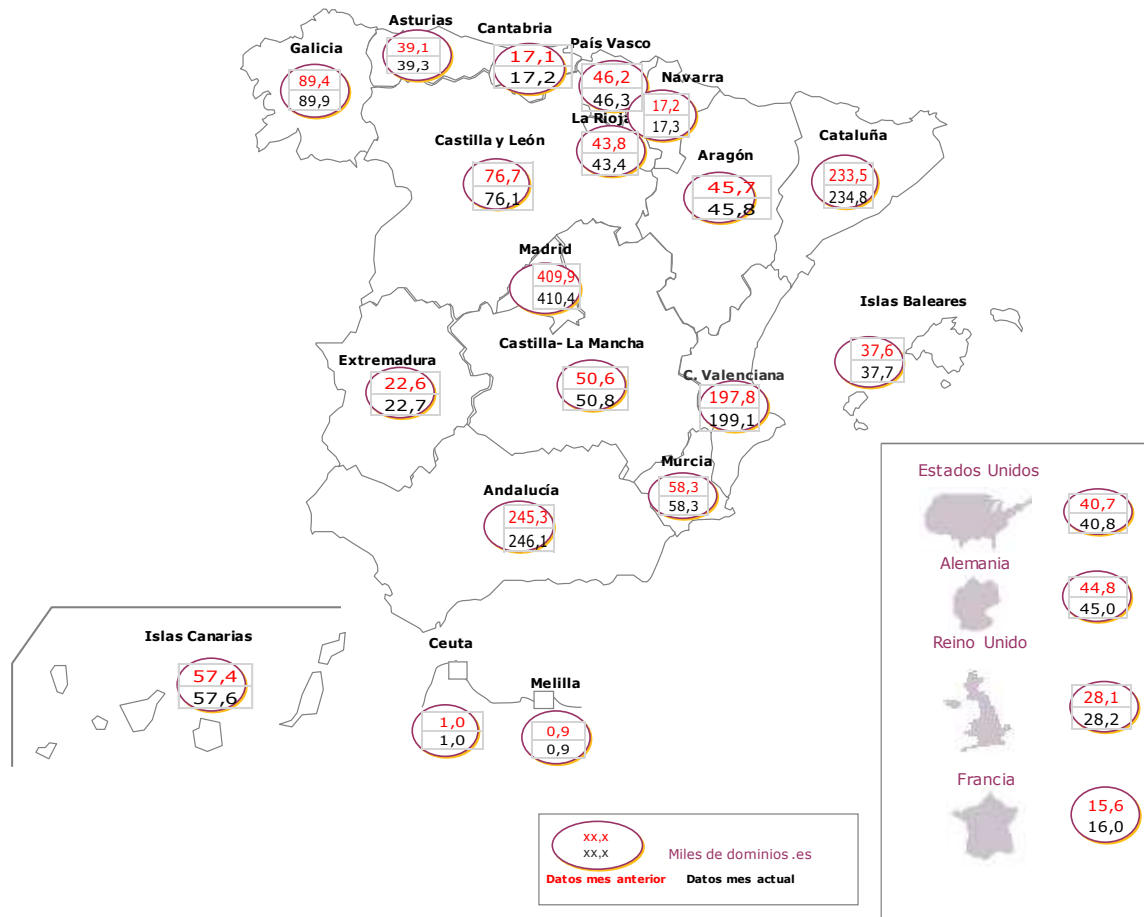 Asturias
39,1
39,3
Cantabria
17,1
17,2
Galicia
89,4
89,9
País Vasco
46,2
46,3
Navarra
17,2
17,3
La Rioja
43,8
43,4
Castilla y León
76,7
76,1
Aragón
45,7
45,8
Cataluña
233,5
234,8
Madrid
409,9
410,4
Islas Baleares
37,6
37,7
Extremadura
22,6
22,7
Castilla- La Mancha
50,6
50,8
C. Valenciana
197,8
199,1
Murcia
58,3
58,3
Andalucía
245,3
246,1
Islas Canarias
57,4
57,6
Ceuta
1,0
1,0
Melilla
0,9
0,9
Estados Unidos
40,7
40,8
Alemania
44,8
45,0
Reino Unido
28,1
28,2
Francia
15,6
16,0
xx,x
xx,x
Miles de dominios .es
Datos mes anterior Datos mes actual